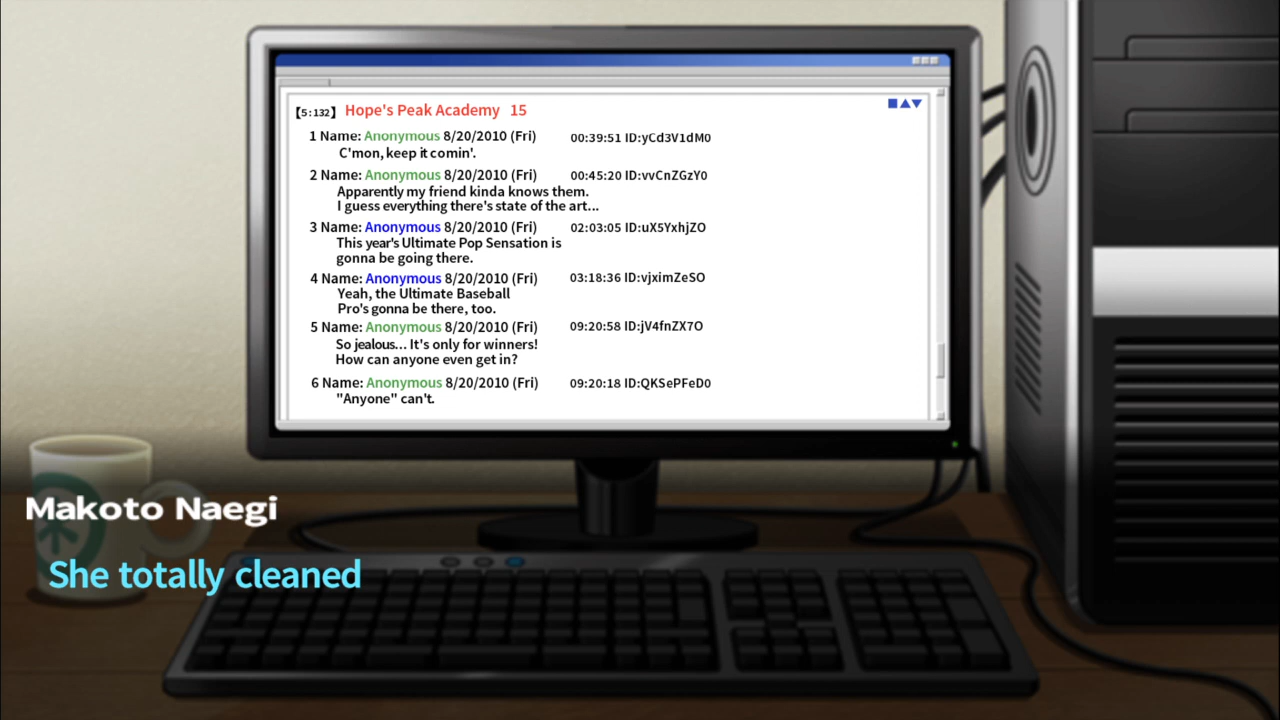 【5:132】 Hope's Peak Academy 15
1 Name: Anonymous 8/20/2010 (Fri) 00:39:51 ID:yCd3V1dM0
C'mon, keep it comin'.
2 Name: Anonymous 8/20/2010 (Fri) 00:45:20 ID:vvCnZGzY0
Apparently my friend kinda knows them.
I guess everything there's state of the art...
3 Name: Anonymous 8/20/2010 (Fri) 02:03:05 ID:uX5YxhjZO
This year's Ultimate Pop Sensation is
gonna be going there.
4 Name: Anonymous 8/20/2010 (Fri) 03:18:36 ID:vjximZeSO
Yeah, the Ultimate Baseball
Pro's gonna be there, too.
5 Name: Anonymous 8/20/2010 (Fri) 09:20:58 ID:jV4fnZX7O
So jealous... It's only for winners!
How can anyone even get in?
6 Name: Anonymous 8/20/2010 (Fri) 09:20:18 ID:QKSePFeD0
"Anyone" can't.
Makoto Naegi
She totally cleaned